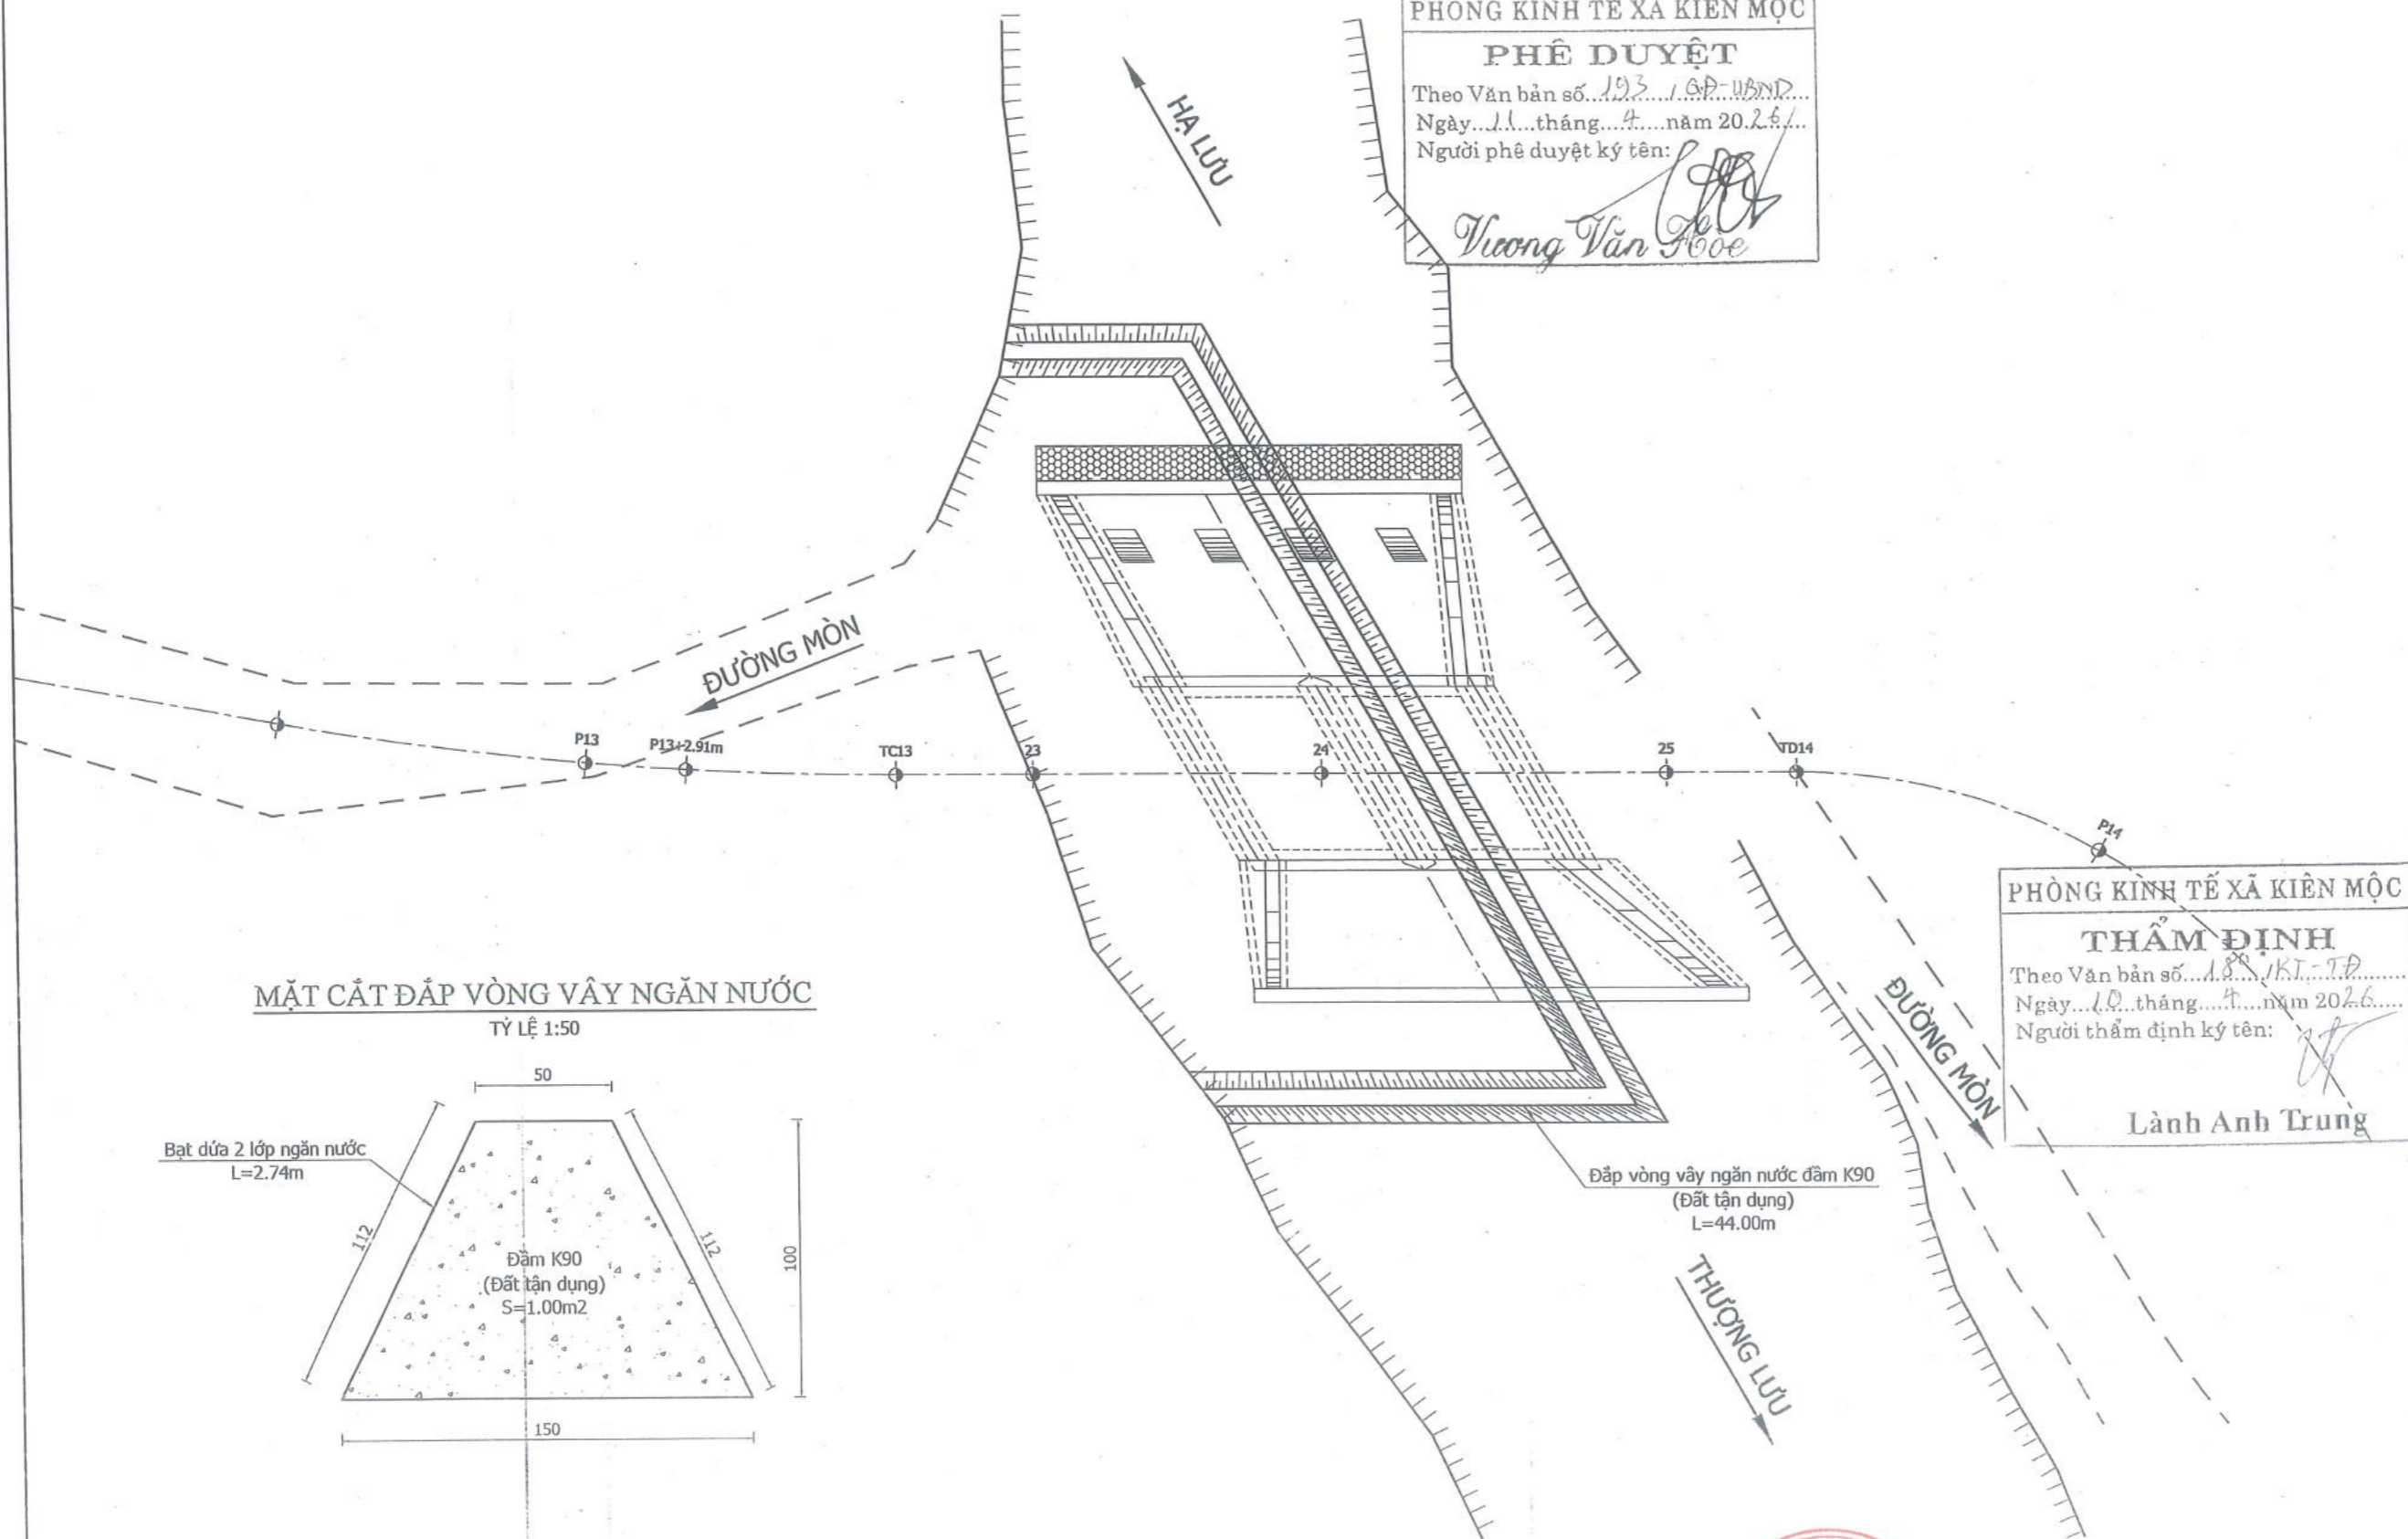 PHÒNG KINH TẾ XÃ KIÊN MỘC
PHÊ DUYỆT
Theo Văn bản số 193 / QĐ-UBND
Ngày 11 tháng 4 năm 2026
Người phê duyệt ký tên:
Vương Văn Hòe
HẠ LƯU
ĐƯỜNG MÒN
P13
P13+2.91m
TC13
23
24
25
TD14
P14
PHÒNG KINH TẾ XÃ KIÊN MỘC
THẨM ĐỊNH
Theo Văn bản số /KT-TĐ
Ngày 10 tháng 4 năm 2026
Người thẩm định ký tên:
Lành Anh Trung
ĐƯỜNG MÒN
MẶT CẮT ĐẮP VÒNG VÂY NGĂN NƯỚC
TỶ LỆ 1:50
50
Bạt dứa 2 lớp ngăn nước
L=2.74m
112
112
100
Đầm K90
(Đất tận dụng)
S=1.00m2
150
Đắp vòng vây ngăn nước đầm K90
(Đất tận dụng)
L=44.00m
THƯỢNG LƯU